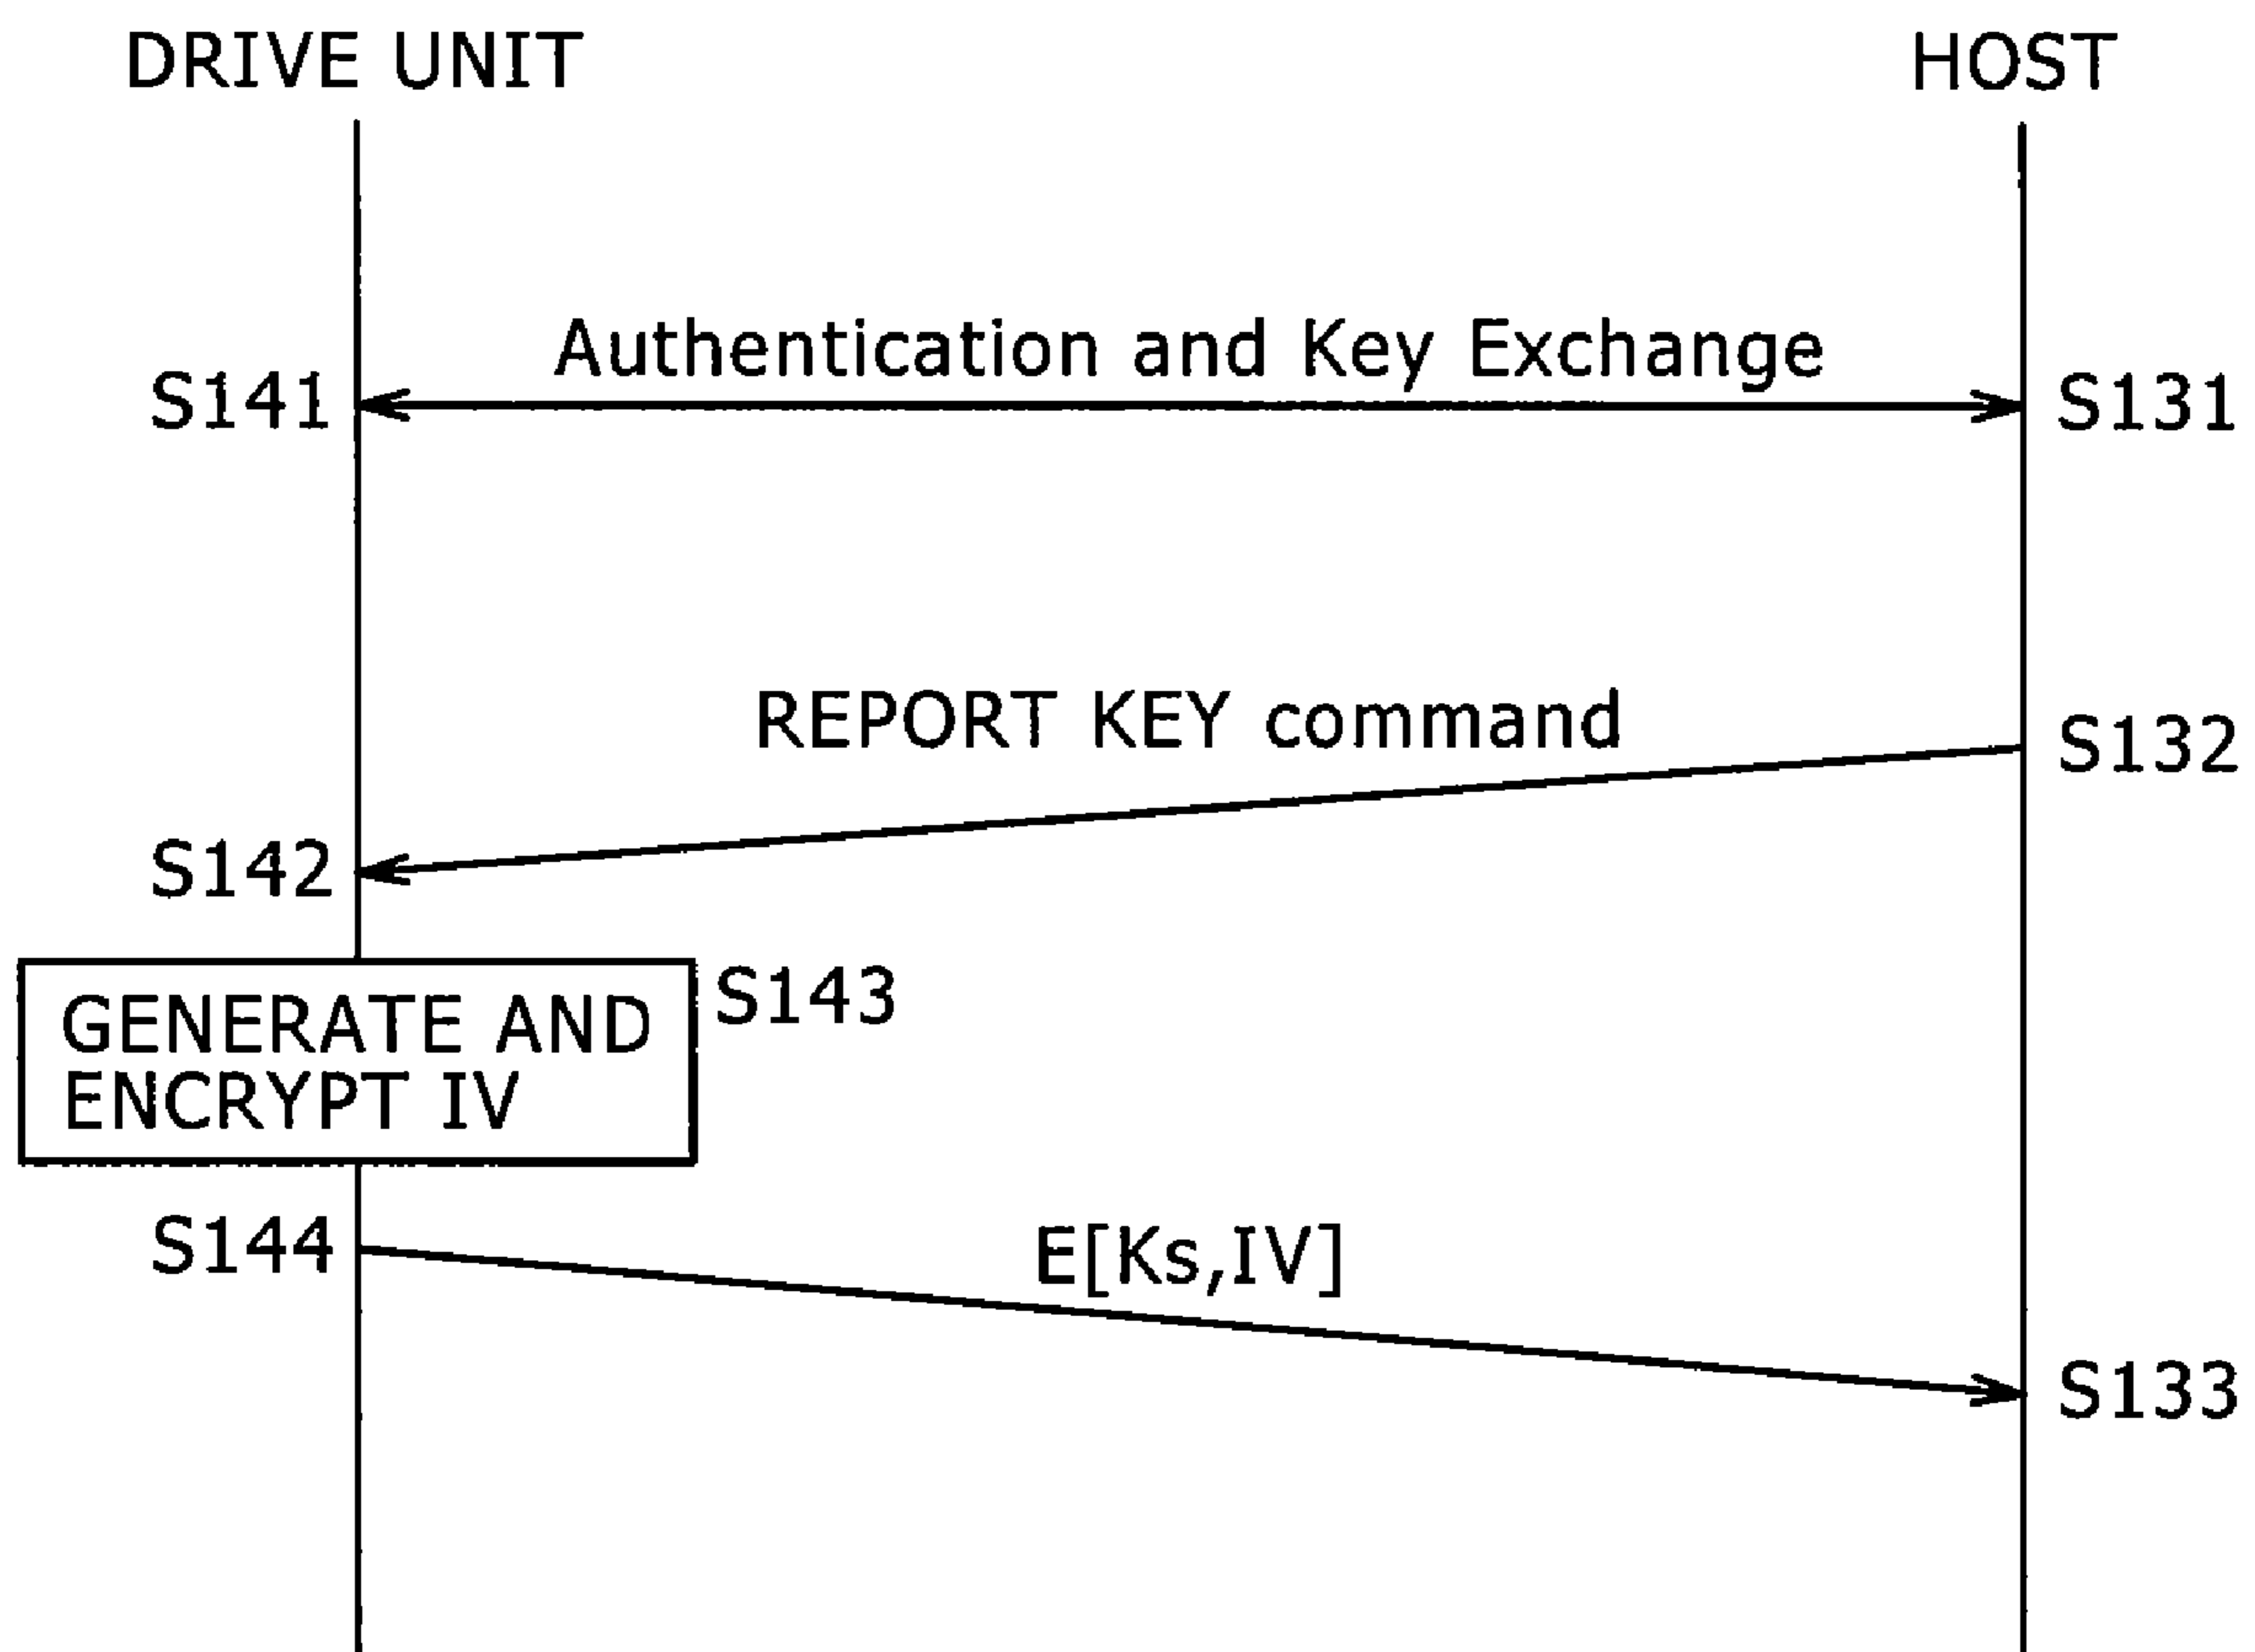 DRIVE UNIT
HOST
Authentication and Key Exchange
S141
S131
REPORT KEY command
S132
S142
GENERATE AND
ENCRYPT IV
S143
S144
E[Ks,IV]
S133